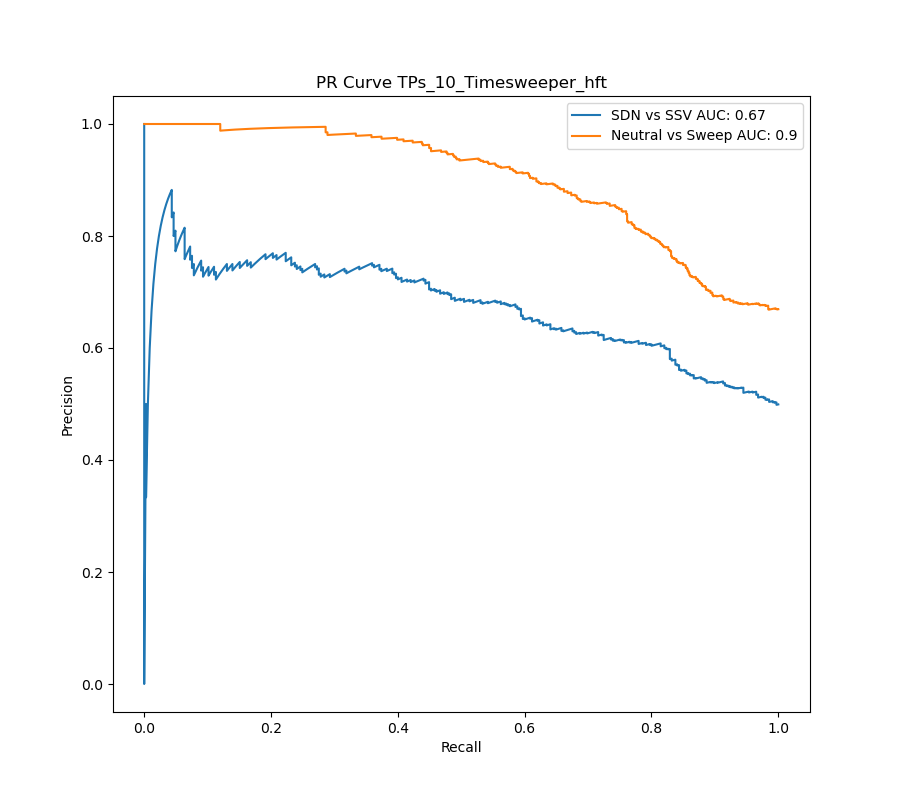 PR Curve TPs_10_Timesweeper_hft
SDN vs SSV AUC: 0.67
Neutral vs Sweep AUC: 0.9
1.0
0.8
0.6
0.4
0.2
0.0
Precision
0.0 0.2 0.4 0.6 0.8 1.0
Recall